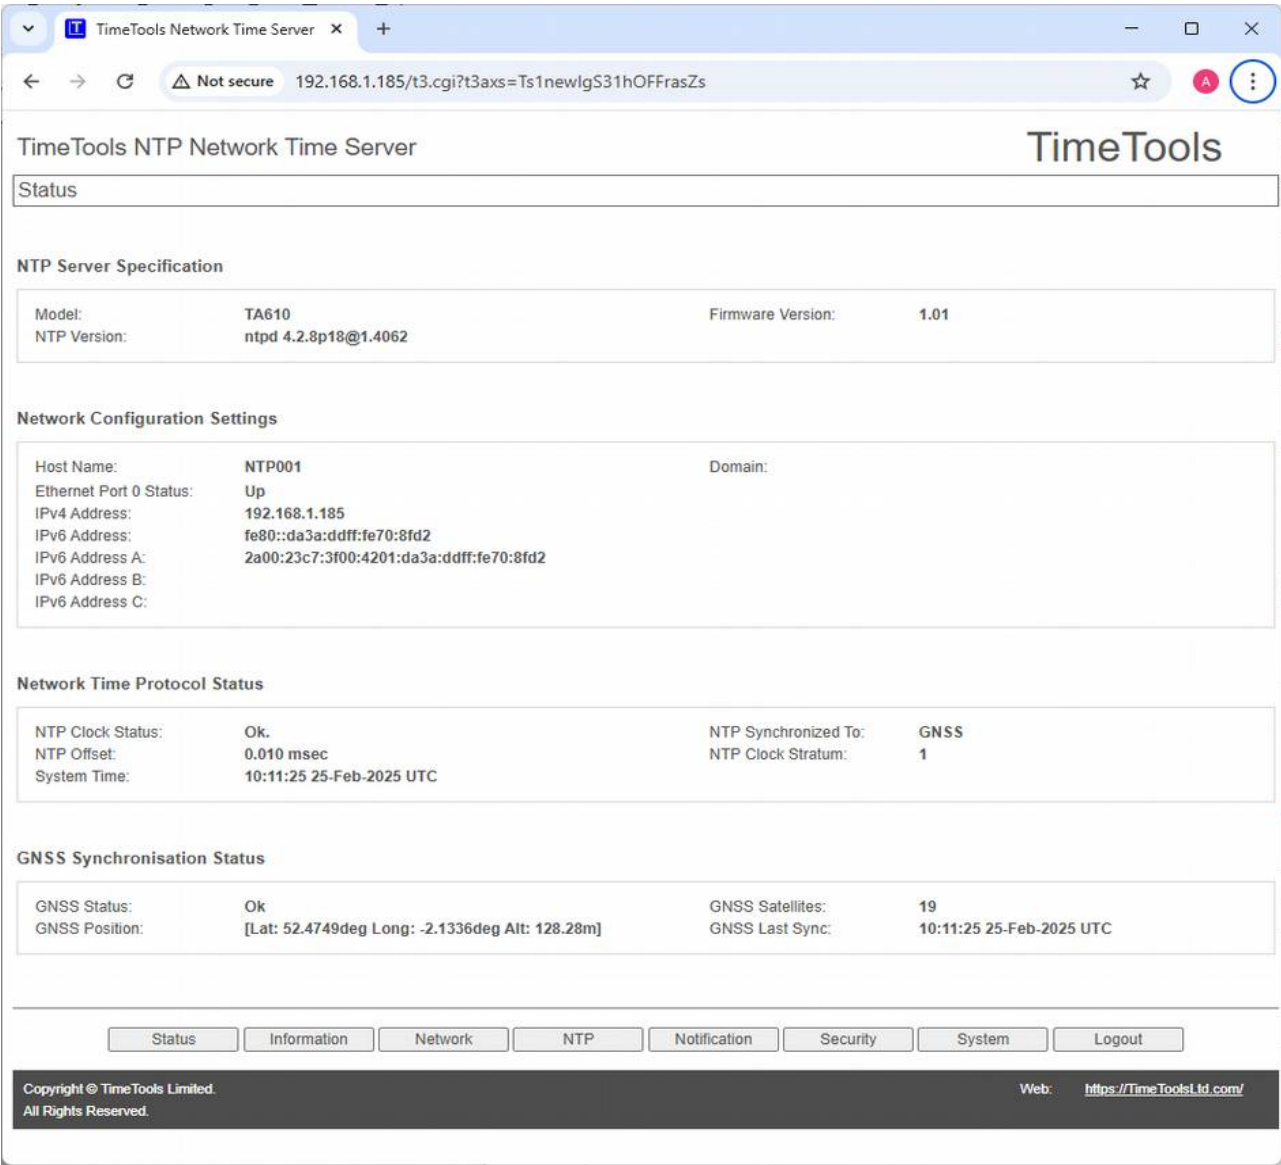 TimeTools Network Time Server
Not secure 192.168.1.185/t3.cgi?t3axs=Ts1newIgS31hOFFrasZs
A
TimeTools NTP Network Time Server TimeTools
Status
NTP Server Specification
Model: TA610 Firmware Version: 1.01
NTP Version: ntpd 4.2.8p18@1.4062
Network Configuration Settings
Host Name: NTP001 Domain:
Ethernet Port 0 Status: Up
IPv4 Address: 192.168.1.185
IPv6 Address: fe80::da3a:ddff:fe70:8fd2
IPv6 Address A: 2a00:23c7:3f00:4201:da3a:ddff:fe70:8fd2
IPv6 Address B:
IPv6 Address C:
Network Time Protocol Status
NTP Clock Status: Ok. NTP Synchronized To: GNSS
NTP Offset: 0.010 msec NTP Clock Stratum: 1
System Time: 10:11:25 25-Feb-2025 UTC
GNSS Synchronisation Status
GNSS Status: Ok GNSS Satellites: 19
GNSS Position: [Lat: 52.4749deg Long: -2.1336deg Alt: 128.28m] GNSS Last Sync: 10:11:25 25-Feb-2025 UTC
Status Information Network NTP Notification Security System Logout
Copyright © TimeTools Limited. Web: https://TimeToolsLtd.com/
All Rights Reserved.